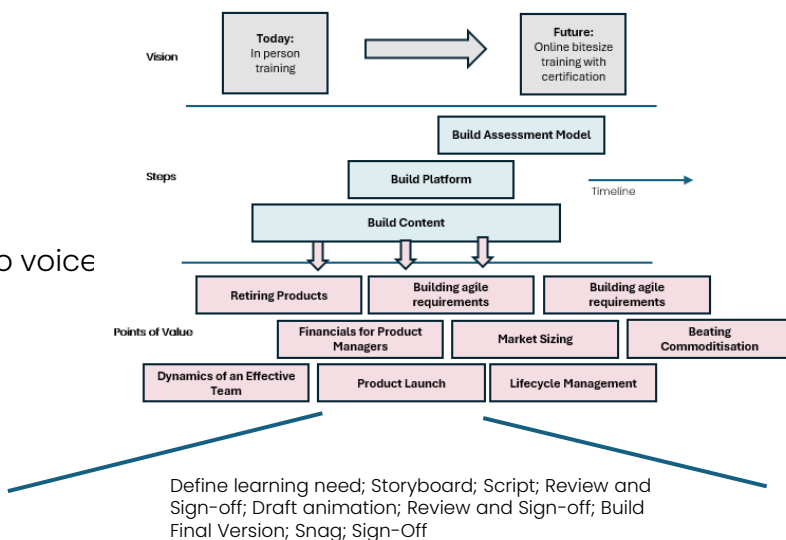 Today:
In person
training
Future:
Online bitesize
training with
certification
Vision
Build Assessment Model
Steps
Build Platform
Timeline
Build Content
o voice
Retiring Products
Building agile
requirements
Building agile
requirements
Points of Value
Financials for Product
Managers
Market Sizing
Beating
Commoditisation
Dynamics of an Effective
Team
Product Launch
Lifecycle Management
Define learning need; Storyboard; Script; Review and
Sign-off; Draft animation; Review and Sign-off; Build
Final Version; Snag; Sign-Off